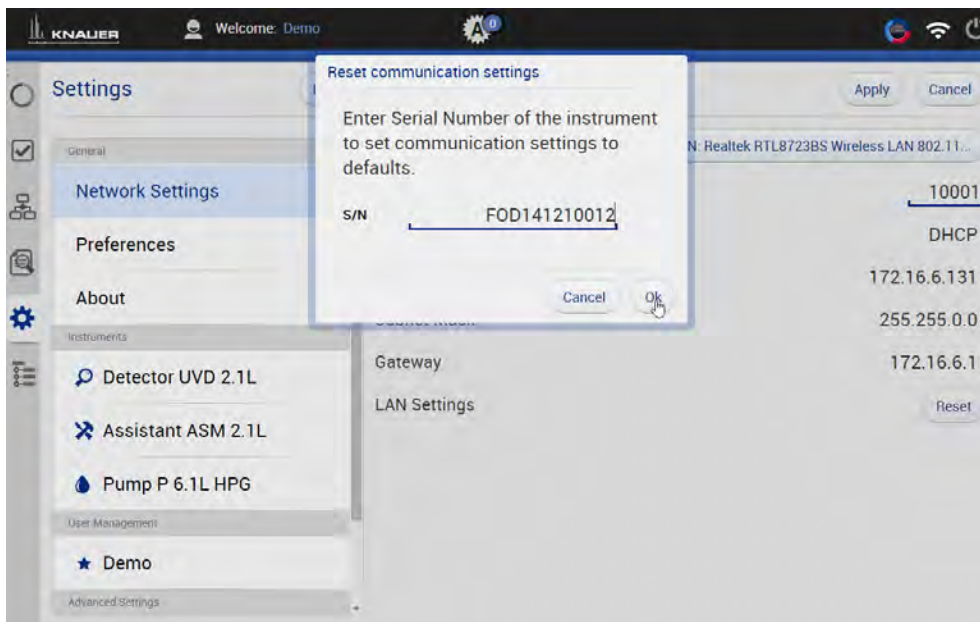 KNAUER
Welcome: Demo
A 0
Settings
Apply
Cancel
Reset communication settings
Enter Serial Number of the instrument
to set communication settings to
defaults.
S/N FOD141210012
Cancel
Ok
General
Network Settings
Preferences
About
Instruments
Detector UVD 2.1L
Assistant ASM 2.1L
Pump P 6.1L HPG
User Management
Demo
Advanced Settings
N: Realtek RTL8723BS Wireless LAN 802.11...
10001
DHCP
172.16.6.131
255.255.0.0
Gateway 172.16.6.1
LAN Settings Reset